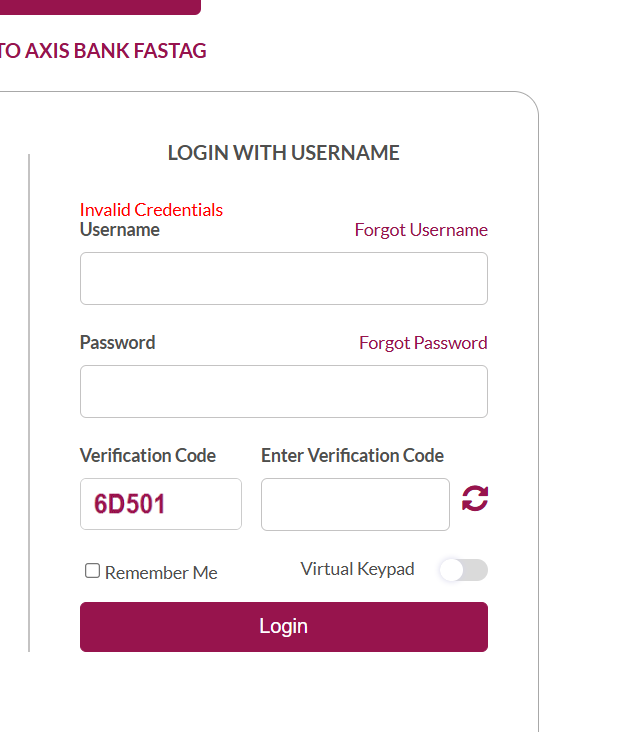 TO AXIS BANK FASTAG
LOGIN WITH USERNAME
Invalid Credentials
Username Forgot Username
Password Forgot Password
Verification Code Enter Verification Code
6D501
Remember Me Virtual Keypad
Login